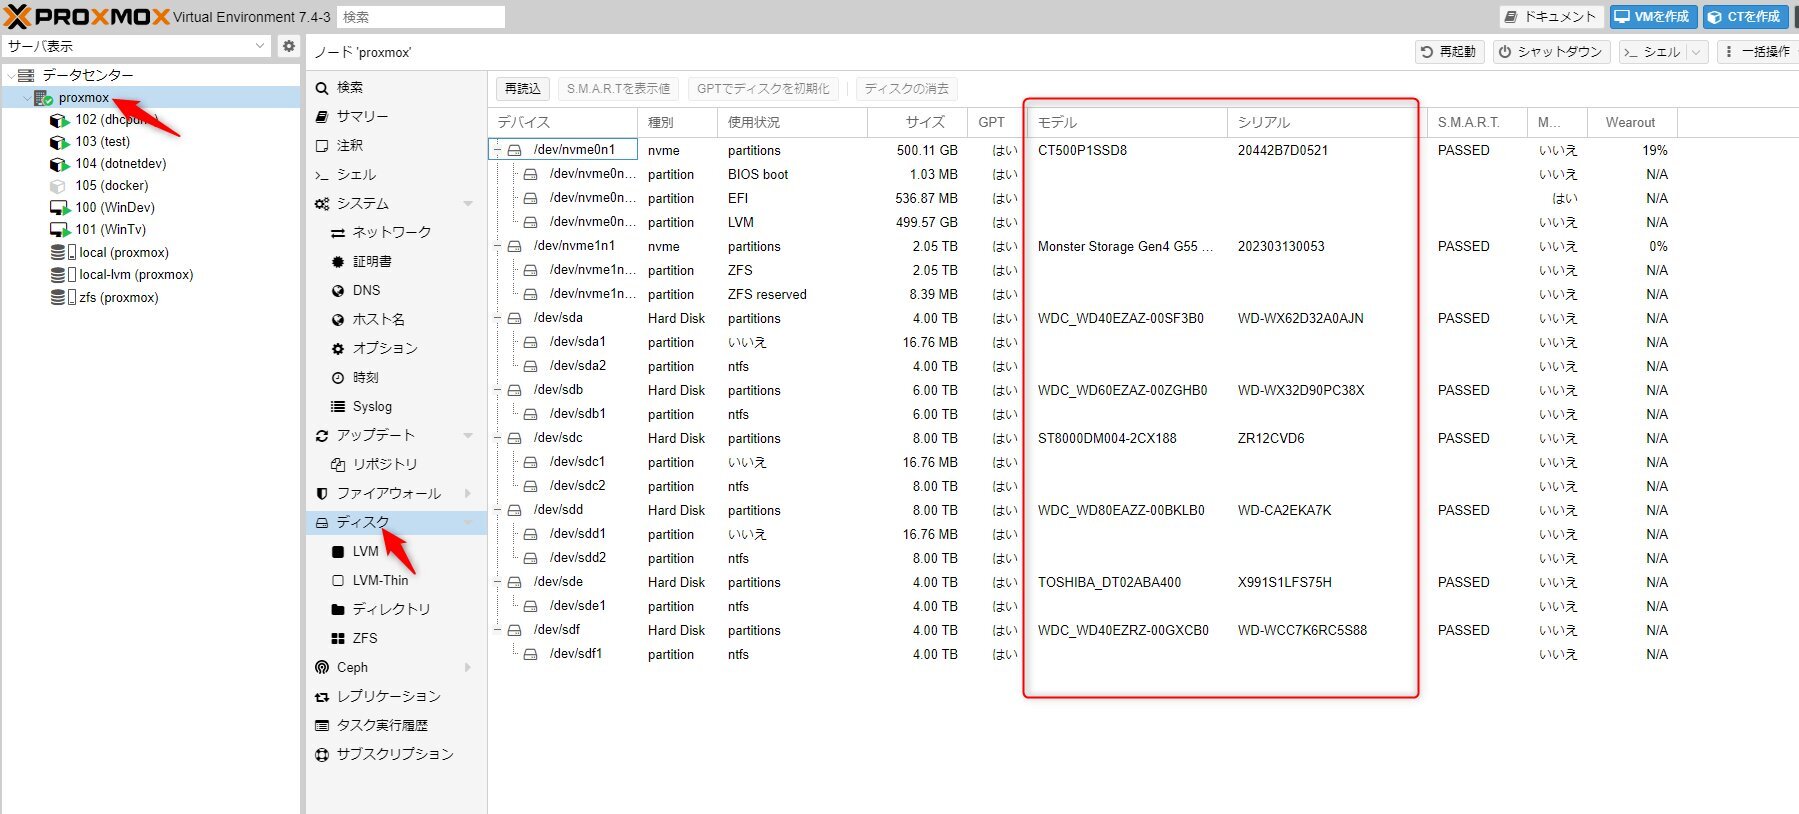 PROXMOX Virtual Environment 7.4-3 検索 ドキュメント VMを作成 CTを作成
サーバ表示
データセンター
proxmox
102
103 (test)
104 (dotnetdev)
105 (docker)
100 (WinDev)
101 (WinTv)
local (proxmox)
local-lvm (proxmox)
zfs (proxmox)
ノード 'proxmox' 再起動 シャットダウン >_ シェル 一括操作
検索
サマリー
注釈
>_ シェル
システム
ネットワーク
証明書
DNS
ホスト名
オプション
時刻
Syslog
アップデート
リポジトリ
ファイアウォール
ディスク
LVM
LVM-Thin
ディレクトリ
ZFS
Ceph
レプリケーション
タスク実行履歴
サブスクリプション
再読込 S.M.A.R.Tを表示値 GPTでディスクを初期化 ディスクの消去
デバイス 種別 使用状況 サイズ GPT モデル シリアル S.M.A.R.T. M... Wearout
/dev/nvme0n1 nvme partitions 500.11 GB はい CT500P1SSD8 20442B7D0521 PASSED いいえ 19%
/dev/nvme0n... partition BIOS boot 1.03 MB はい いいえ N/A
/dev/nvme0n... partition EFI 536.87 MB はい はい N/A
/dev/nvme0n... partition LVM 499.57 GB はい いいえ N/A
/dev/nvme1n1 nvme partitions 2.05 TB はい Monster Storage Gen4 G55 ... 202303130053 PASSED いいえ 0%
/dev/nvme1n... partition ZFS 2.05 TB はい いいえ N/A
/dev/nvme1n... partition ZFS reserved 8.39 MB はい いいえ N/A
/dev/sda Hard Disk partitions 4.00 TB はい WDC_WD40EZAZ-00SF3B0 WD-WX62D32A0AJN PASSED いいえ N/A
/dev/sda1 partition いいえ 16.76 MB はい いいえ N/A
/dev/sda2 partition ntfs 4.00 TB はい いいえ N/A
/dev/sdb Hard Disk partitions 6.00 TB はい WDC_WD60EZAZ-00ZGHB0 WD-WX32D90PC38X PASSED いいえ N/A
/dev/sdb1 partition ntfs 6.00 TB はい いいえ N/A
/dev/sdc Hard Disk partitions 8.00 TB はい ST8000DM004-2CX188 ZR12CVD6 PASSED いいえ N/A
/dev/sdc1 partition いいえ 16.76 MB はい いいえ N/A
/dev/sdc2 partition ntfs 8.00 TB はい いいえ N/A
/dev/sdd Hard Disk partitions 8.00 TB はい WDC_WD80EAZZ-00BKLB0 WD-CA2EKA7K PASSED いいえ N/A
/dev/sdd1 partition いいえ 16.76 MB はい いいえ N/A
/dev/sdd2 partition ntfs 8.00 TB はい いいえ N/A
/dev/sde Hard Disk partitions 4.00 TB はい TOSHIBA_DT02ABA400 X991S1LFS75H PASSED いいえ N/A
/dev/sde1 partition ntfs 4.00 TB はい いいえ N/A
/dev/sdf Hard Disk partitions 4.00 TB はい WDC_WD40EZRZ-00GXCB0 WD-WCC7K6RC5S88 PASSED いいえ N/A
/dev/sdf1 partition ntfs 4.00 TB はい いいえ N/A